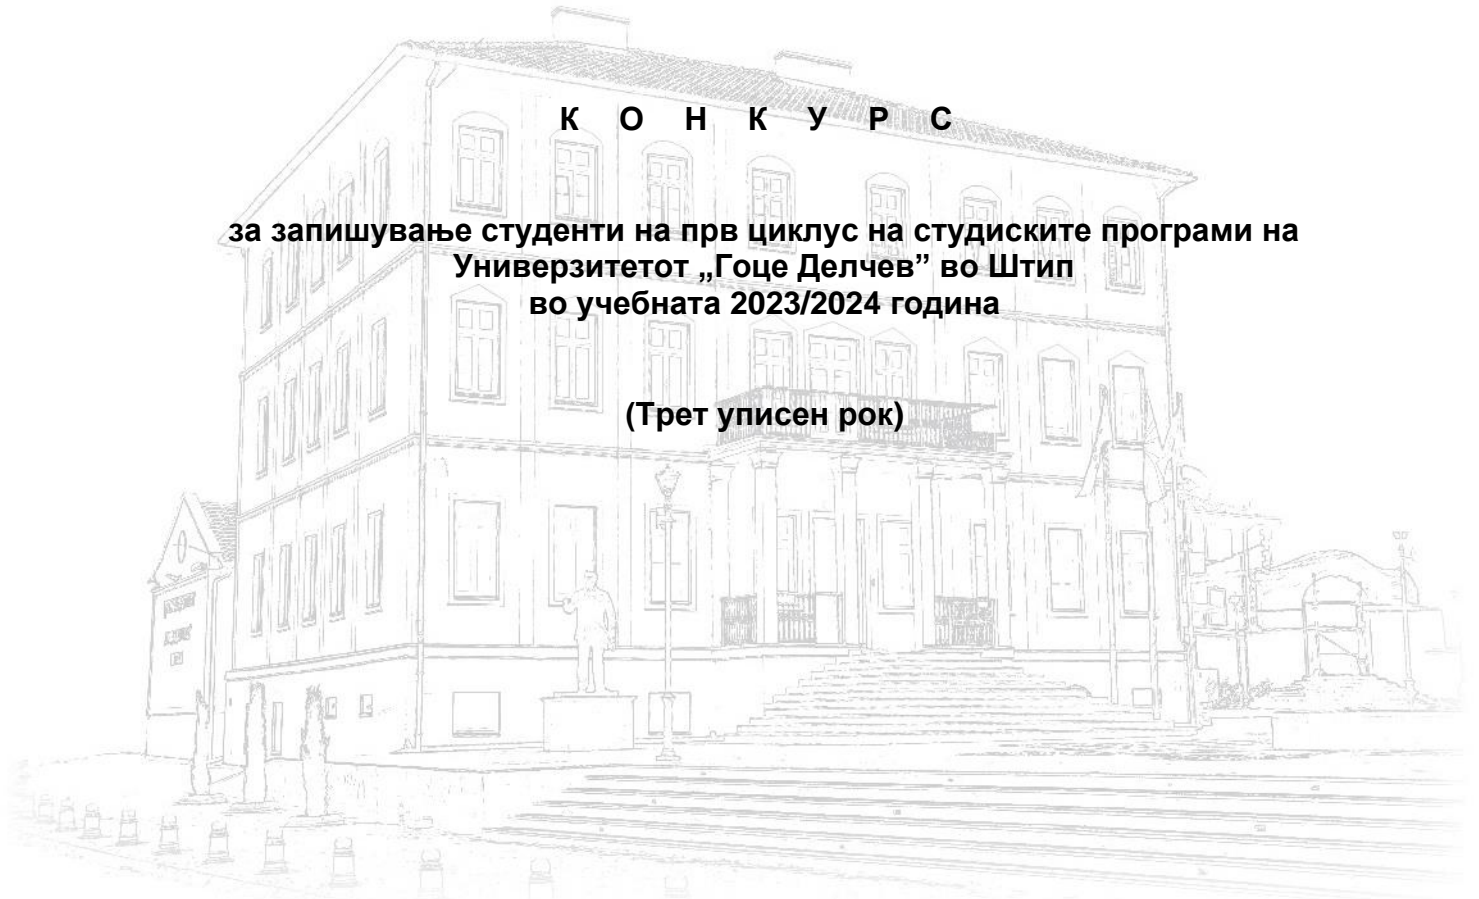 К О Н К У Р С
за запишување студенти на прв циклус на студиските програми на
Универзитетот „Гоце Делчев” во Штип
во учебната 2023/2024 година
(Трет уписен рок)